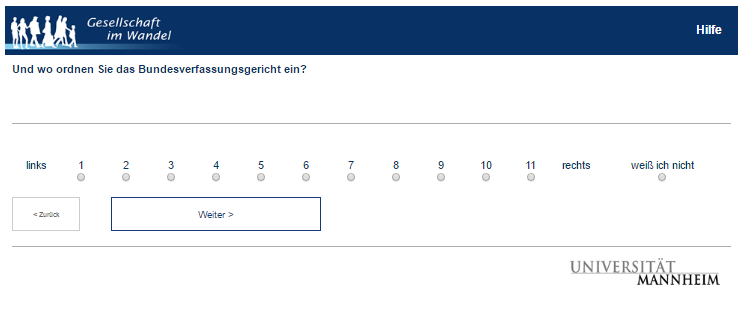 Gesellschaft
im Wandel
Hilfe
Und wo ordnen Sie das Bundesverfassungsgericht ein?
links 1 2 3 4 5 6 7 8 9 10 11 rechts weiß ich nicht
< Zurück Weiter >
UNIVERSITÄT
MANNHEIM